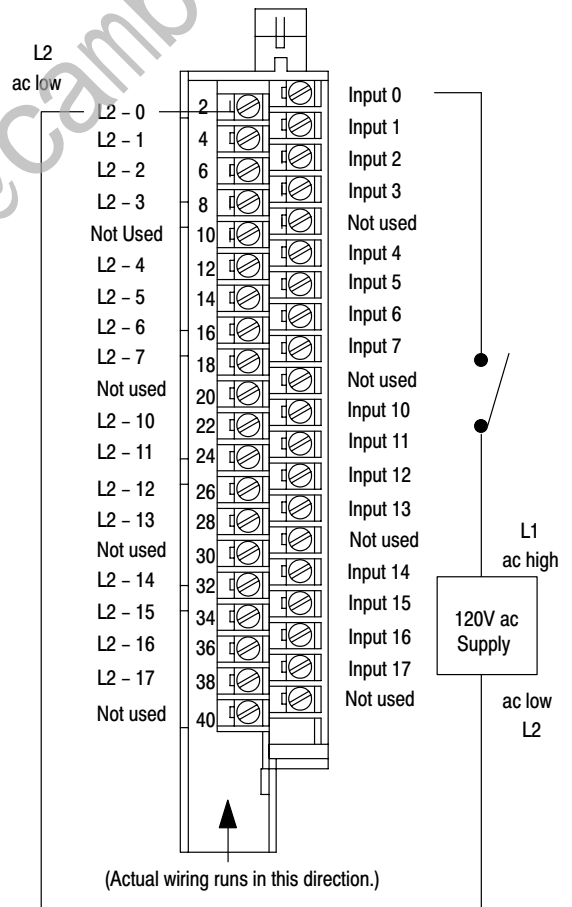 L2
ac low
L2 – 0 2 Input 0
L2 – 1 4 Input 1
L2 – 2 6 Input 2
L2 – 3 8 Input 3
Not Used 10 Not used
L2 – 4 12 Input 4
L2 – 5 14 Input 5
L2 – 6 16 Input 6
L2 – 7 18 Input 7
Not used 20 Not used
L2 – 10 22 Input 10
L2 – 11 24 Input 11
L2 – 12 26 Input 12
L2 – 13 28 Input 13
Not used 30 Not used
L2 – 14 32 Input 14
L2 – 15 34 Input 15
L2 – 16 36 Input 16
L2 – 17 38 Input 17
Not used 40 Not used
L1
ac high
120V ac
Supply
ac low
L2
(Actual wiring runs in this direction.)